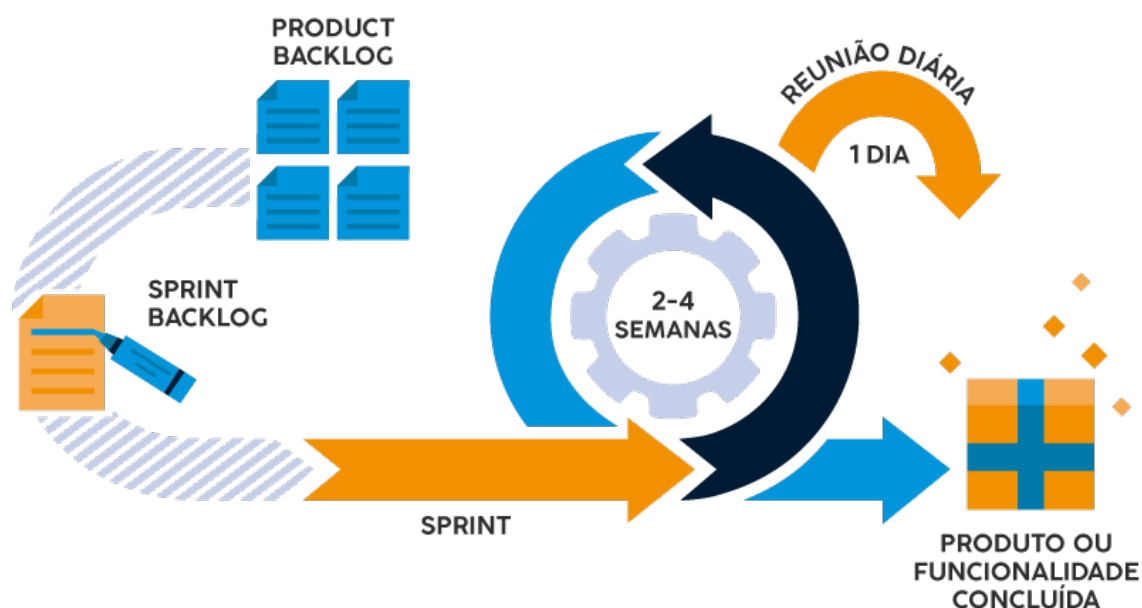 PRODUCT
BACKLOG
REUNIÃO DIÁRIA
1 DIA
SPRINT
BACKLOG
2-4
SEMANAS
SPRINT
PRODUTO OU
FUNCIONALIDADE
CONCLUÍDA